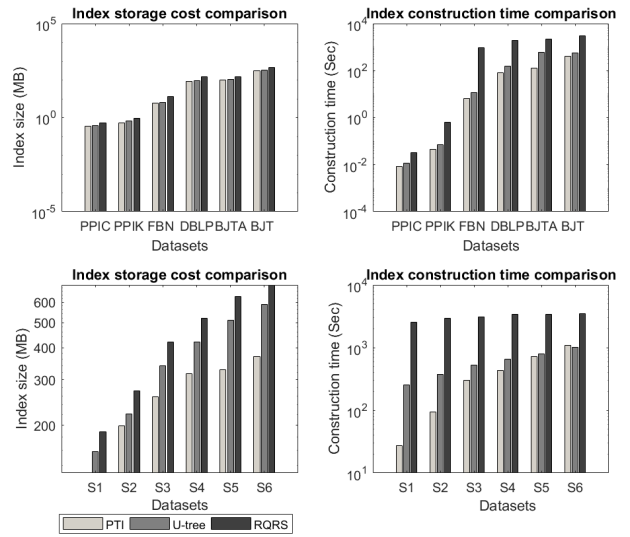 Index storage cost comparison
Index size (MB)
10^5
10^0
10^-5
PPIC PPIK FBN DBLP BJTA BJT
Datasets
Index construction time comparison
Construction time (Sec)
10^4
10^2
10^0
10^-2
10^-4
PPIC PPIK FBN DBLP BJTA BJT
Datasets
Index storage cost comparison
Index size (MB)
600
500
400
300
200
S1 S2 S3 S4 S5 S6
Datasets
Index construction time comparison
Construction time (Sec)
10^4
10^3
10^2
10^1
S1 S2 S3 S4 S5 S6
Datasets
PTI U-tree RQRS